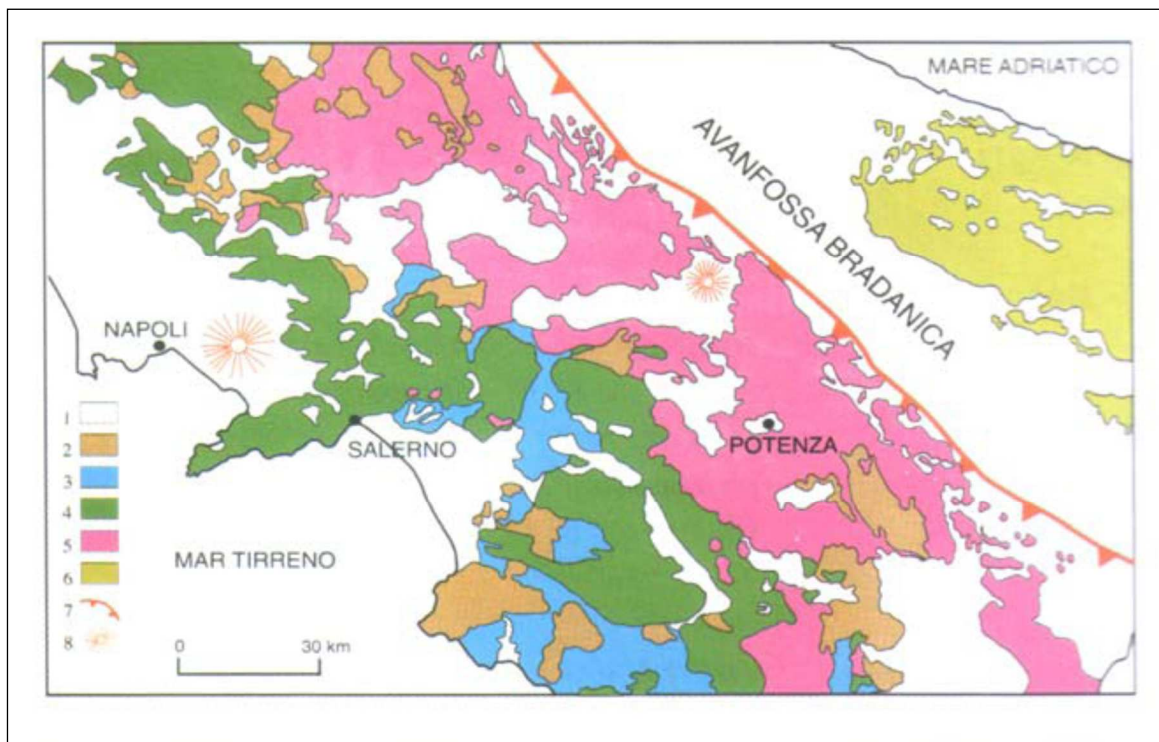 MARE ADRIATICO
AVANFOSSA BRADANICA
NAPOLI
SALERNO
POTENZA
MAR TIRRENO
1
2
3
4
5
6
7
8
0 30 km